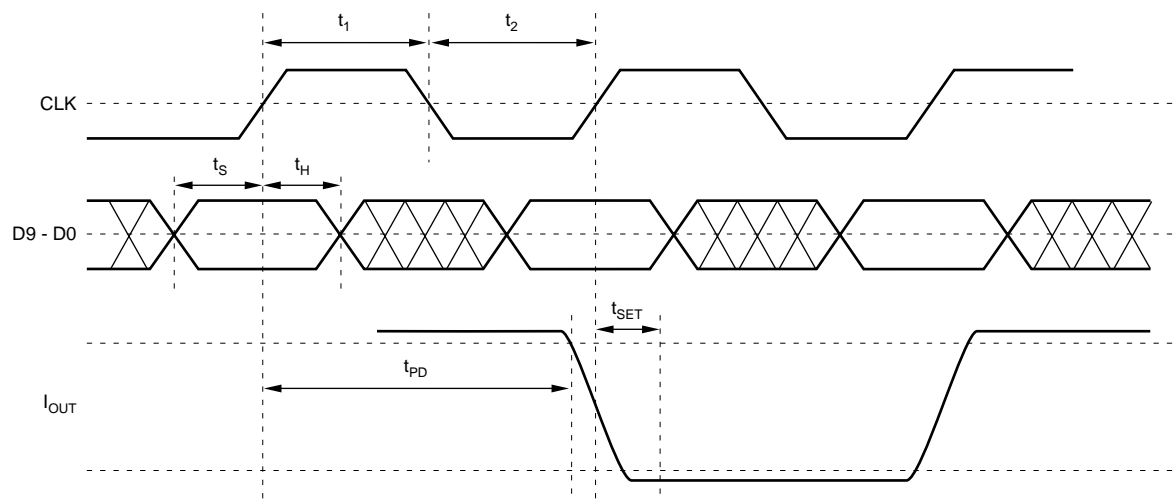 t1 t2
CLK
tS tH
D9 - D0
tSET
tPD
IOUT